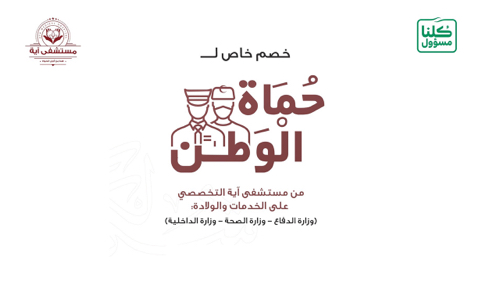 مستشفى آية
كلنا
مسؤول
خصم خاص لـــ
حُمَاة
الْوَطَـن
من مستشفى آية التخصصي
على الخدمات والولادة:
(وزارة الدفاع - وزارة الصحة - وزارة الداخلية)